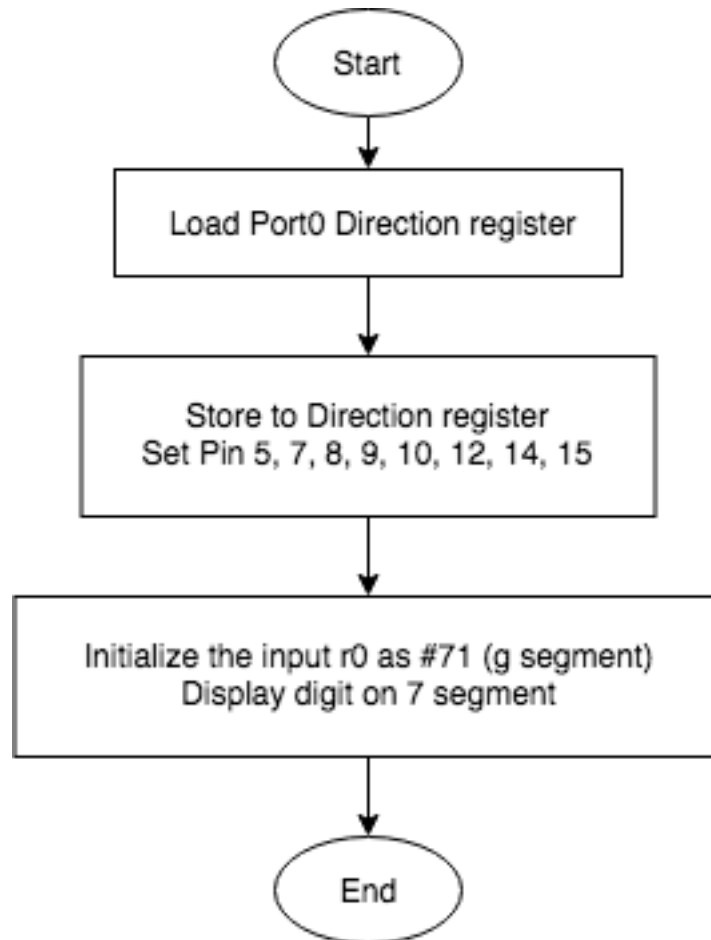 Start
Load Port0 Direction register
Store to Direction register
Set Pin 5, 7, 8, 9, 10, 12, 14, 15
Initialize the input r0 as #71 (g segment)
Display digit on 7 segment
End